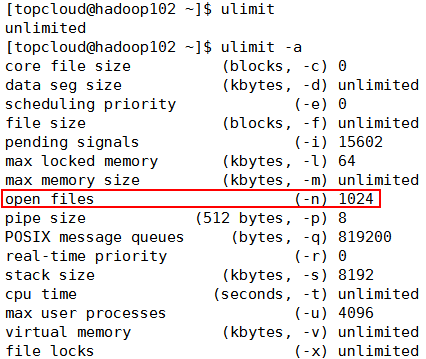 [topcloud@hadoop102 ~]$ ulimit
unlimited
[topcloud@hadoop102 ~]$ ulimit -a
core file size          (blocks, -c) 0
data seg size           (kbytes, -d) unlimited
scheduling priority             (-e) 0
file size               (blocks, -f) unlimited
pending signals                 (-i) 15602
max locked memory       (kbytes, -l) 64
max memory size         (kbytes, -m) unlimited
open files                      (-n) 1024
pipe size            (512 bytes, -p) 8
POSIX message queues     (bytes, -q) 819200
real-time priority              (-r) 0
stack size              (kbytes, -s) 8192
cpu time               (seconds, -t) unlimited
max user processes              (-u) 4096
virtual memory          (kbytes, -v) unlimited
file locks                      (-x) unlimited